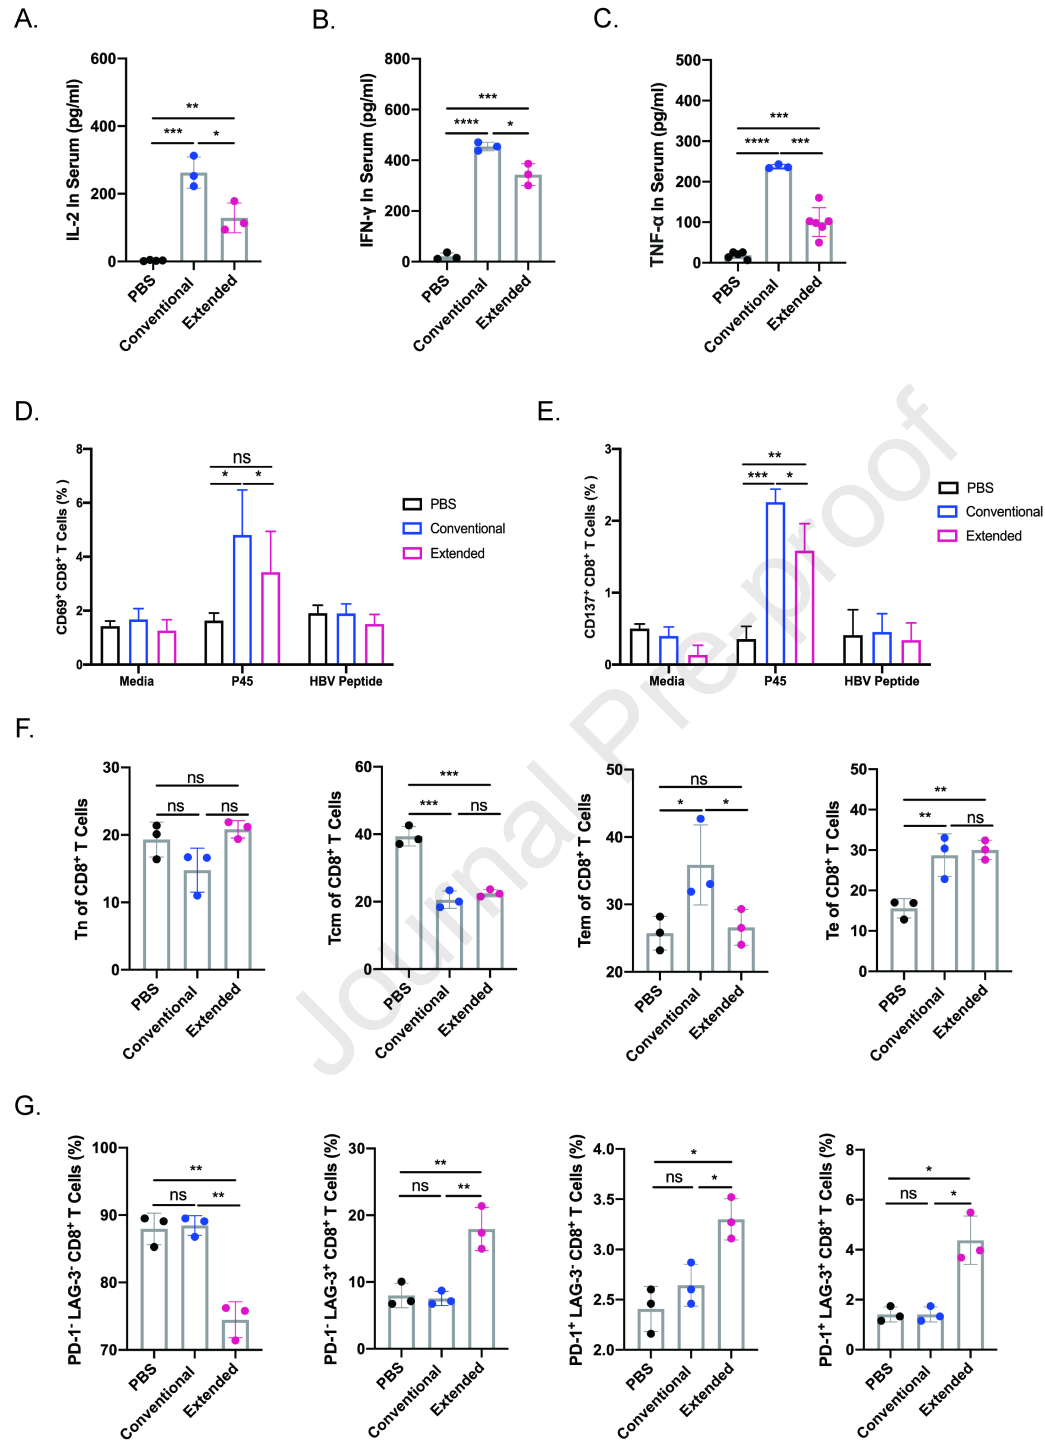 A.
B.
C.
IL-2 In Serum (pg/ml)
600
400
200
0
**
***
*
PBS
Conventional
Extended
IFN-γ In Serum (pg/ml)
800
600
400
200
0
***
****
*
PBS
Conventional
Extended
TNF-α In Serum (pg/ml)
500
400
300
200
100
0
***
****
***
PBS
Conventional
Extended
D.
E.
CD69⁺ CD8⁺ T Cells (%)
8
6
4
2
0
ns
*
*
Media
P45
HBV Peptide
PBS
Conventional
Extended
CD137⁺ CD8⁺ T Cells (%)
3
2
1
0
**
***
*
Media
P45
HBV Peptide
PBS
Conventional
Extended
F.
Tn of CD8⁺ T Cells
30
20
10
0
ns
ns
ns
PBS
Conventional
Extended
Tcm of CD8⁺ T Cells
60
40
20
0
***
***
ns
PBS
Conventional
Extended
Tem of CD8⁺ T Cells
50
40
30
20
ns
*
*
PBS
Conventional
Extended
Te of CD8⁺ T Cells
50
40
30
20
10
0
**
**
ns
PBS
Conventional
Extended
G.
PD-1⁻ LAG-3⁻ CD8⁺ T Cells (%)
100
90
80
70
**
ns
**
PBS
Conventional
Extended
PD-1⁻ LAG-3⁺ CD8⁺ T Cells (%)
30
20
10
0
**
ns
**
PBS
Conventional
Extended
PD-1⁺ LAG-3⁻ CD8⁺ T Cells (%)
4.0
3.5
3.0
2.5
2.0
*
ns
*
PBS
Conventional
Extended
PD-1⁺ LAG-3⁺ CD8⁺ T Cells (%)
8
6
4
2
0
*
ns
*
PBS
Conventional
Extended
Journal Pre-proof